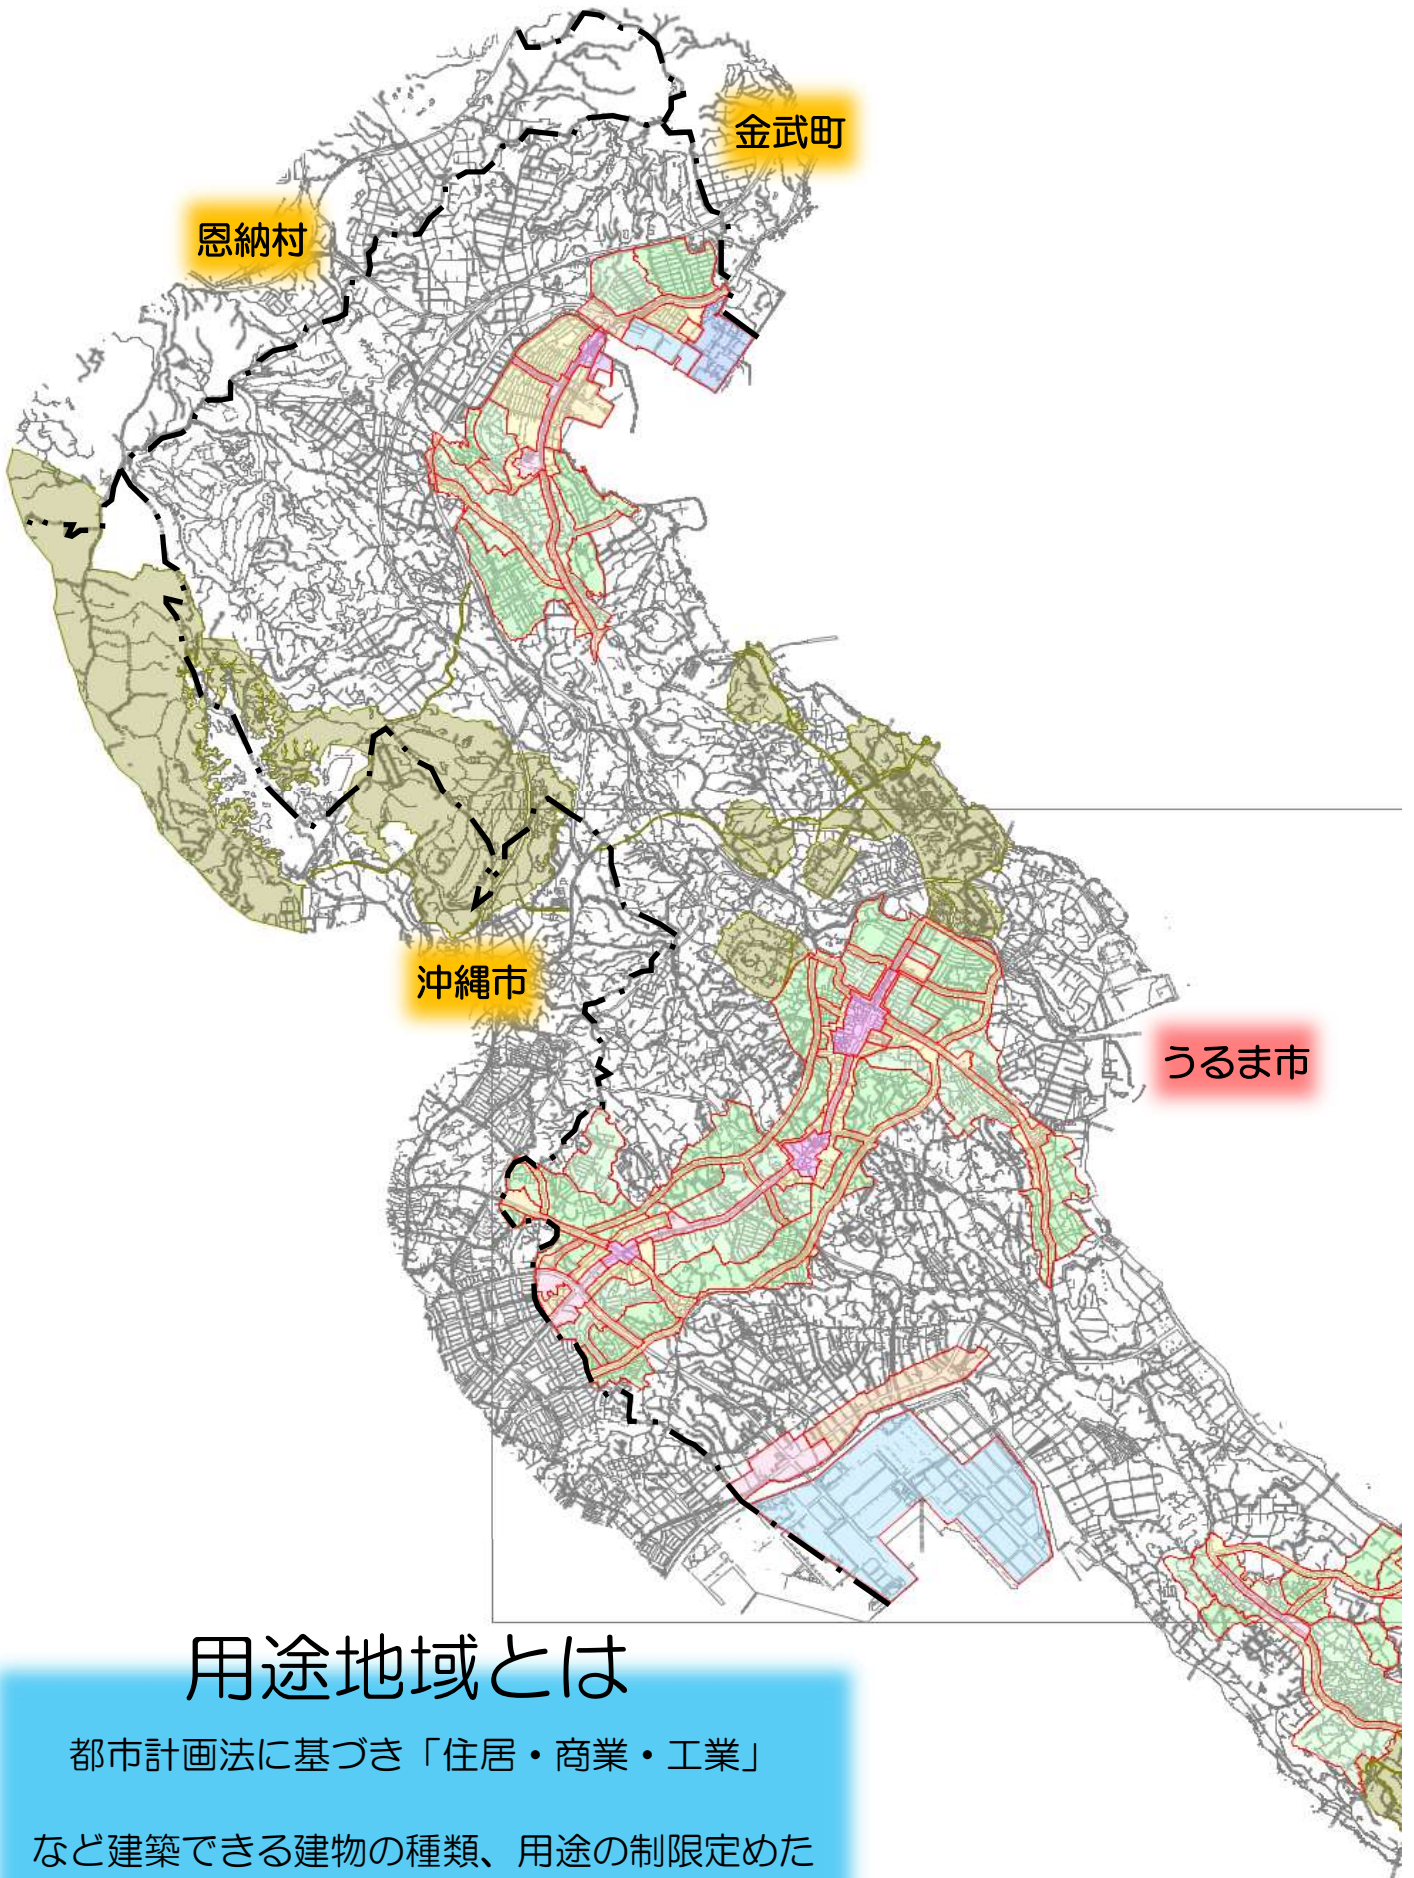 金武町
恩納村
沖縄市
うるま市
用途地域とは
都市計画法に基づき「住居・商業・工業」
など建築できる建物の種類、用途の制限定めた